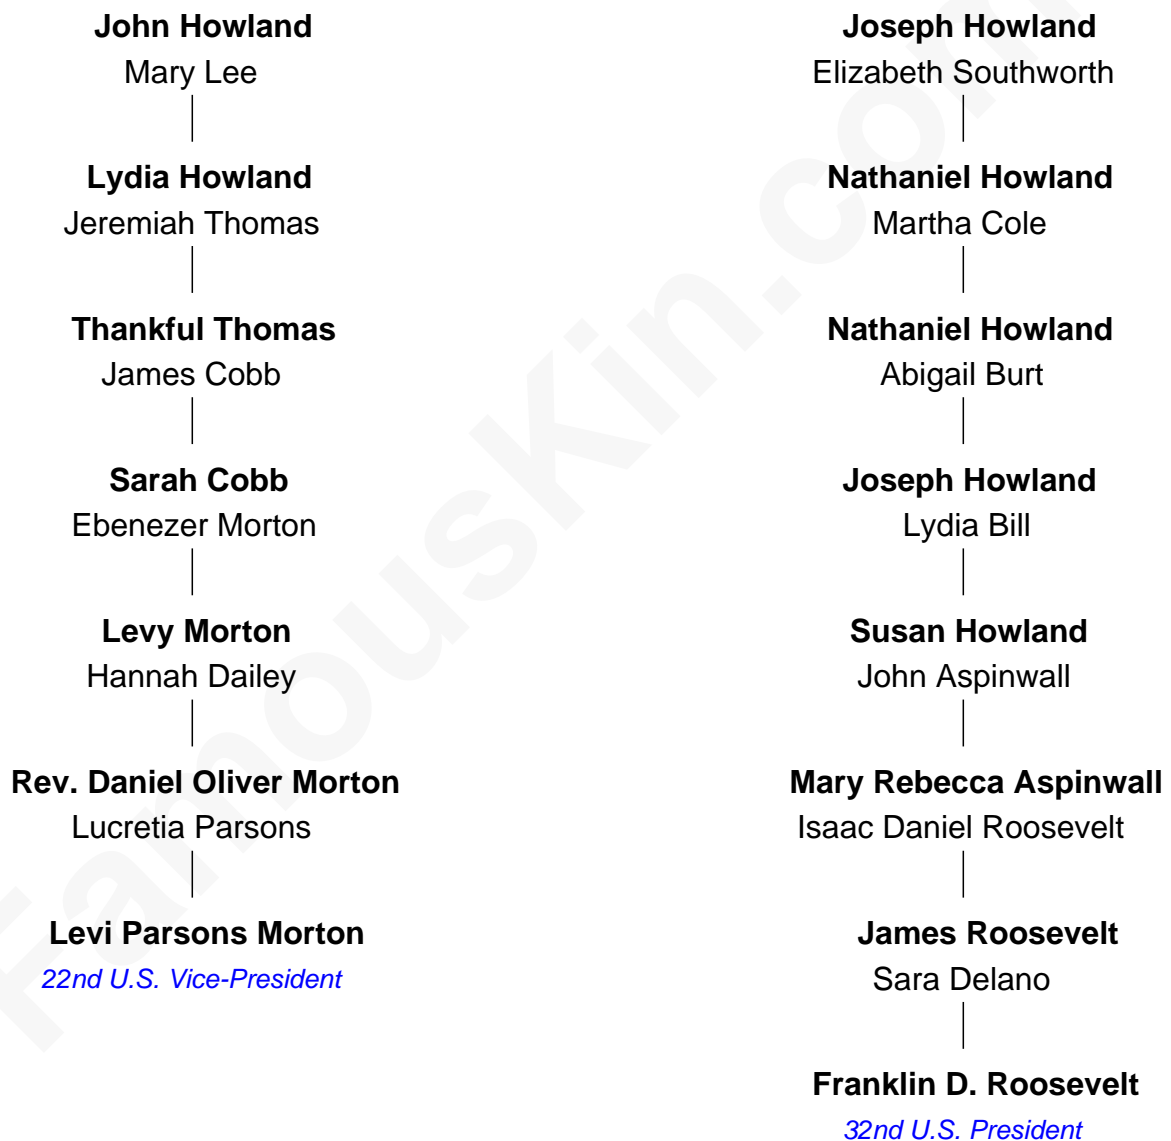 John Howland
Mary Lee
Lydia Howland
Jeremiah Thomas
Thankful Thomas
James Cobb
Sarah Cobb
Ebenezer Morton
Levy Morton
Hannah Dailey
Rev. Daniel Oliver Morton
Lucretia Parsons
Levi Parsons Morton
22nd U.S. Vice-President
Joseph Howland
Elizabeth Southworth
Nathaniel Howland
Martha Cole
Nathaniel Howland
Abigail Burt
Joseph Howland
Lydia Bill
Susan Howland
John Aspinwall
Mary Rebecca Aspinwall
Isaac Daniel Roosevelt
James Roosevelt
Sara Delano
Franklin D. Roosevelt
32nd U.S. President
FamousKin.com